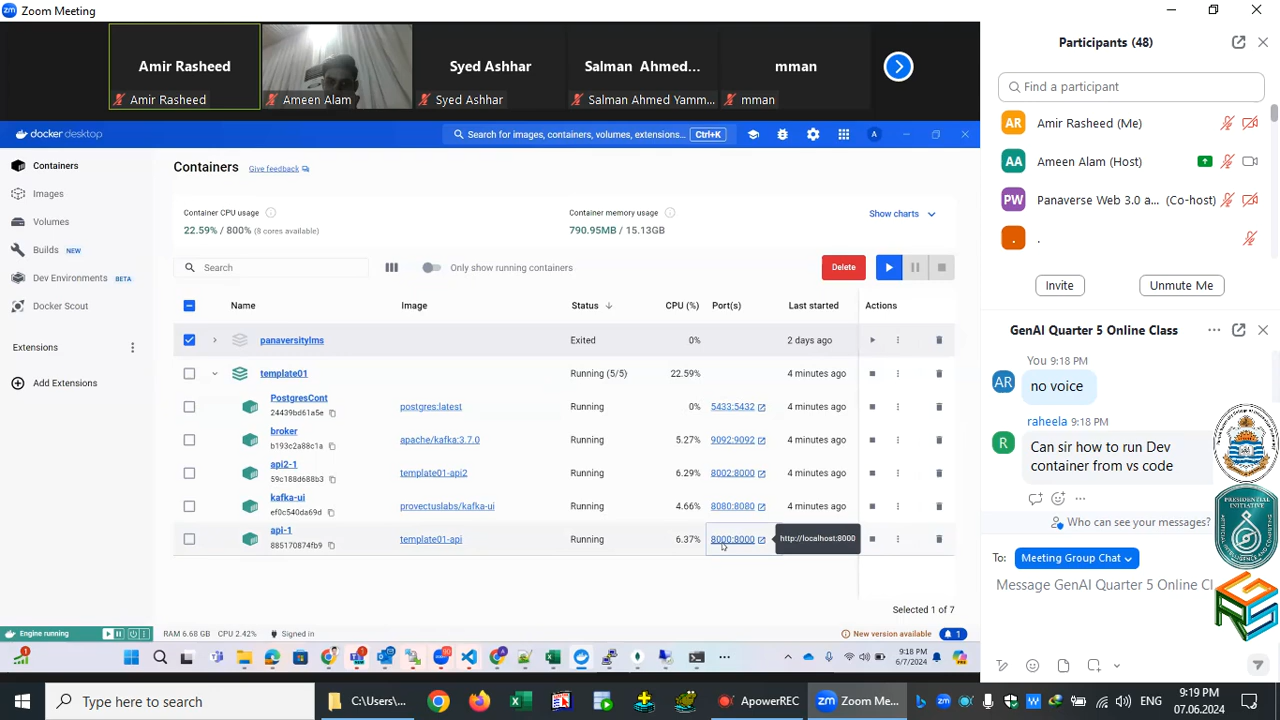 Zoom Meeting
Amir Rasheed
Amir Rasheed
Ameen Alam
Syed Ashhar
Syed Ashhar
Salman Ahmed...
Salman Ahmed Yamm...
mman
mman
docker desktop
Search for images, containers, volumes, extensions... Ctrl+K
A
Containers
Images
Volumes
Builds NEW
Dev Environments BETA
Docker Scout
Extensions
Add Extensions
Containers Give feedback
Container CPU usage
22.59% / 800% (8 cores available)
Container memory usage
790.95MB / 15.13GB
Show charts
Search
Only show running containers
Delete
Name Image Status CPU (%) Port(s) Last started Actions
panaversitylms Exited 0% 2 days ago
template01 Running (5/5) 22.59% 4 minutes ago
PostgresCont
24439bd61a5e
postgres:latest Running 0% 5433:5432 4 minutes ago
broker
b193c2a88c1a
apache/kafka:3.7.0 Running 5.27% 9092:9092 4 minutes ago
api2-1
59c188d688b3
template01-api2 Running 6.29% 8002:8000 4 minutes ago
kafka-ui
ef0c540da69d
provectuslabs/kafka-ui Running 4.66% 8080:8080 4 minutes ago
api-1
885170874fb9
template01-api Running 6.37% 8000:8000 http://localhost:8000
Selected 1 of 7
Engine running RAM 6.68 GB CPU 2.42% Signed in New version available 1
9:18 PM
6/7/2024
Participants (48)
Find a participant
AR Amir Rasheed (Me)
AA Ameen Alam (Host)
PW Panaverse Web 3.0 a... (Co-host)
. .
Invite Unmute Me
GenAI Quarter 5 Online Class
You 9:18 PM
AR no voice
raheela 9:18 PM
R Can sir how to run Dev
container from vs code
Who can see your messages?
To: Meeting Group Chat
Message GenAI Quarter 5 Online Cl
Type here to search
C:\Users\...
ApowerREC
Zoom Me...
ENG
9:19 PM
07.06.2024